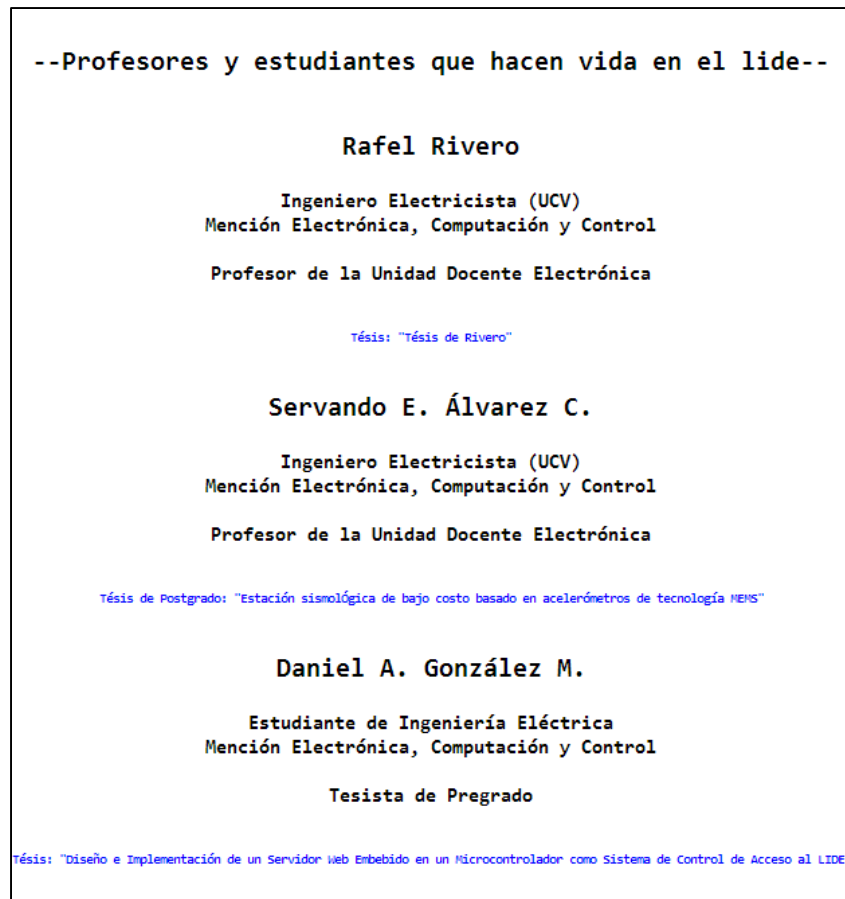 --Profesores y estudiantes que hacen vida en el lide--
Rafel Rivero
Ingeniero Electricista (UCV)
Mención Electrónica, Computación y Control
Profesor de la Unidad Docente Electrónica
Tésis: "Tésis de Rivero"
Servando E. Álvarez C.
Ingeniero Electricista (UCV)
Mención Electrónica, Computación y Control
Profesor de la Unidad Docente Electrónica
Tésis de Postgrado: "Estación sismológica de bajo costo basado en acelerómetros de tecnología MEMS"
Daniel A. González M.
Estudiante de Ingeniería Eléctrica
Mención Electrónica, Computación y Control
Tesista de Pregrado
Tésis: "Diseño e Implementación de un Servidor Web Embebido en un Microcontrolador como Sistema de Control de Acceso al LIDE